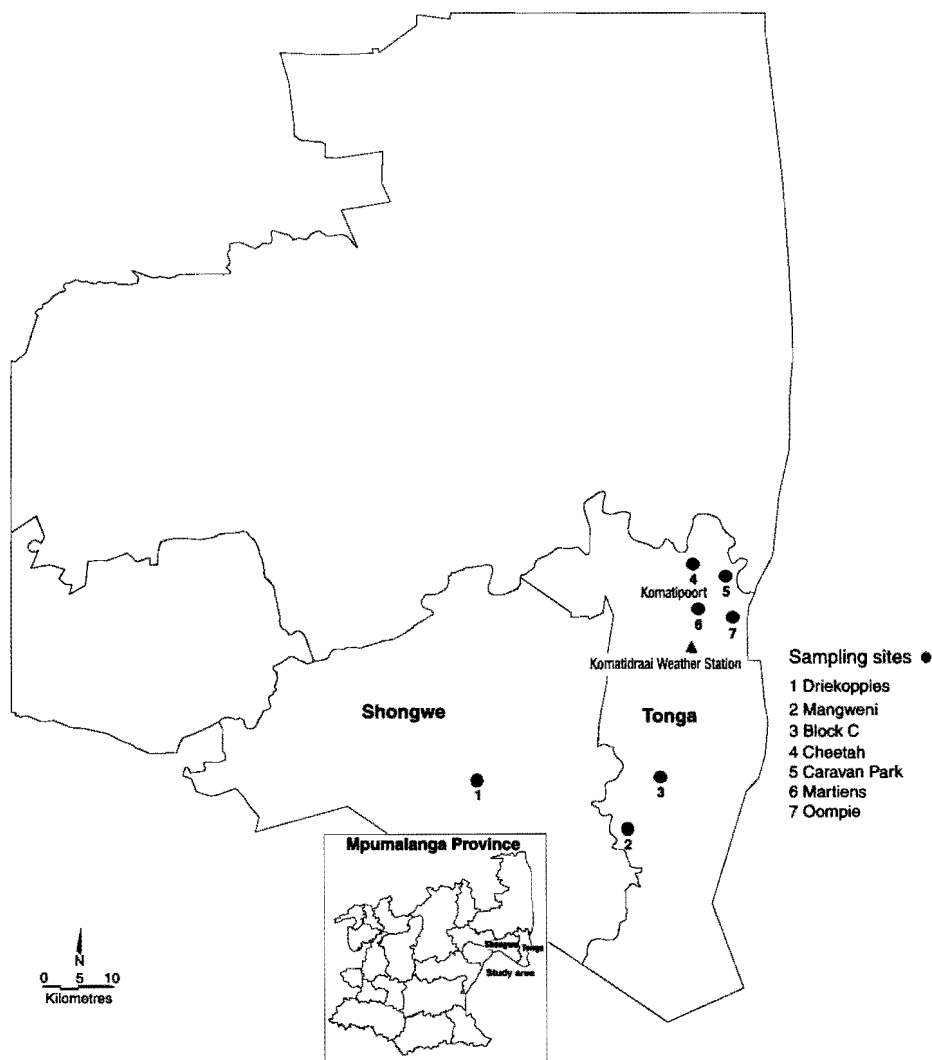 4
5
Komatipoort
6
7
Komatidraai Weather Station
Sampling sites
1 Driekoppies
2 Mangweni
3 Block C
4 Cheetah
5 Caravan Park
6 Martiens
7 Oompie
Shongwe
Tonga
1
3
2
Mpumalanga Province
Shongwe
Tonga
Study area
N
0 5 10
Kilometres